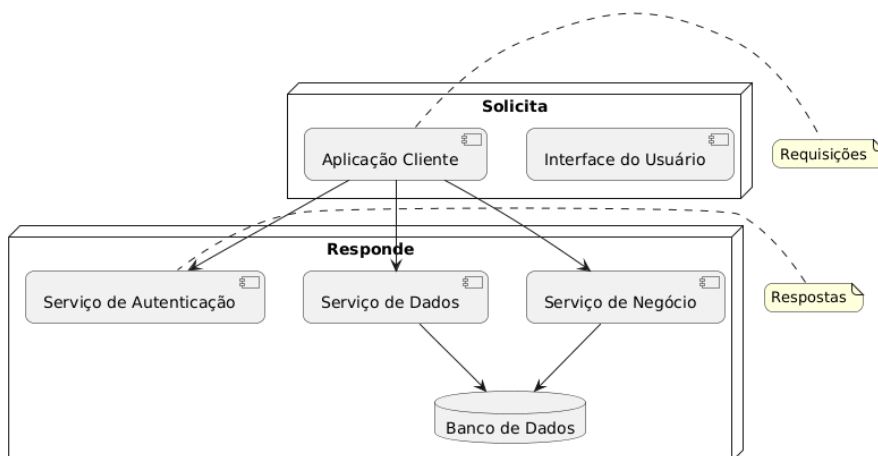 Solicita
Aplicação Cliente
Interface do Usuário
Requisições
Responde
Serviço de Autenticação
Serviço de Dados
Serviço de Negócio
Respostas
Banco de Dados